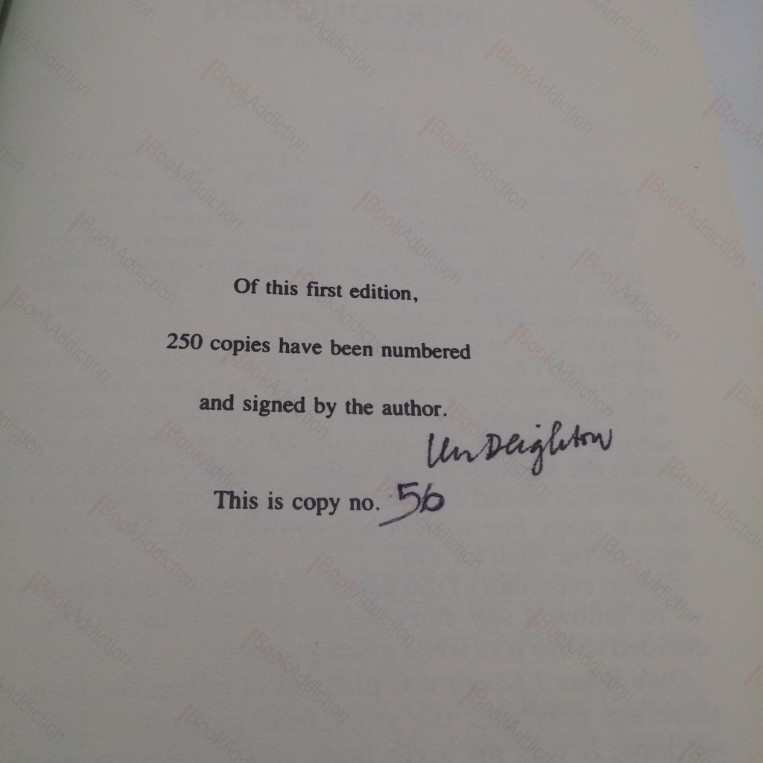 Of this first edition,
250 copies have been numbered
and signed by the author.
Len Deighton
This is copy no. 56
iBookAddiction